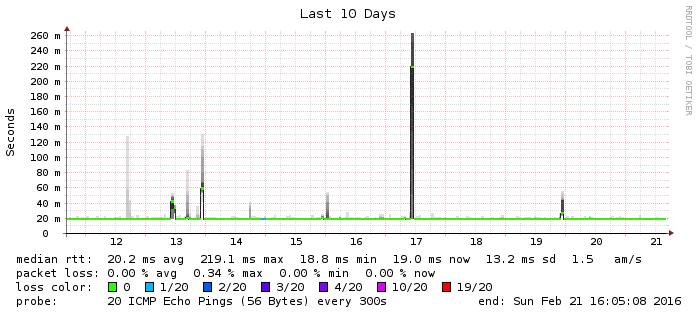 Last 10 Days
RRDTOOL / TOBI OETIKER
Seconds
260 m
240 m
220 m
200 m
180 m
160 m
140 m
120 m
100 m
80 m
60 m
40 m
20 m
0
12 13 14 15 16 17 18 19 20 21
median rtt: 20.2 ms avg 219.1 ms max 18.8 ms min 19.0 ms now 13.2 ms sd 1.5 am/s
packet loss: 0.00 % avg 0.34 % max 0.00 % min 0.00 % now
loss color: 0 1/20 2/20 3/20 4/20 10/20 19/20
probe: 20 ICMP Echo Pings (56 Bytes) every 300s end: Sun Feb 21 16:05:08 2016